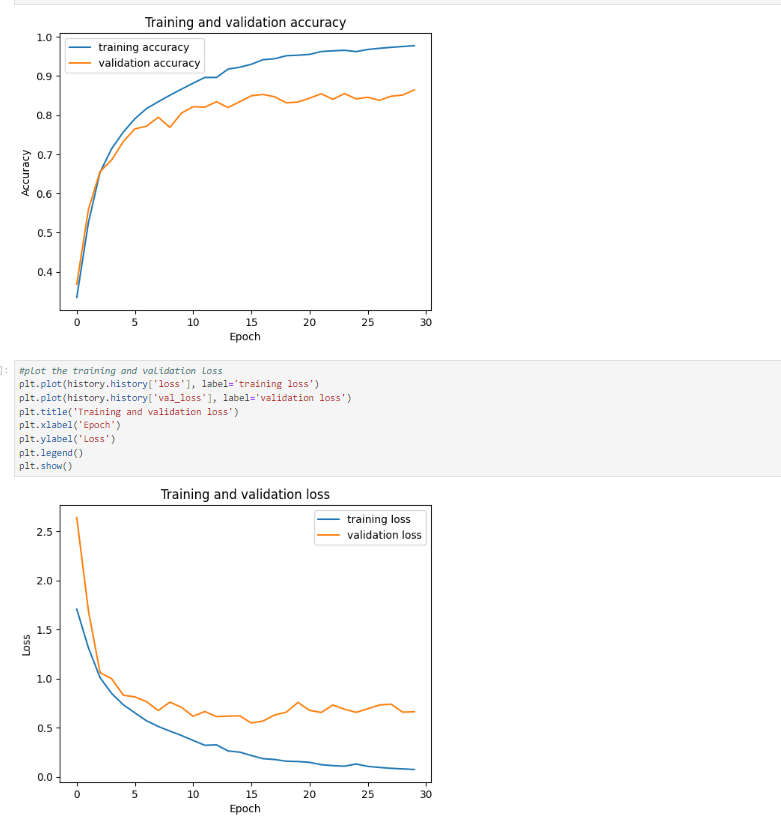 Training and validation accuracy
training accuracy
validation accuracy
1.0
0.9
0.8
0.7
0.6
0.5
0.4
Accuracy
0 5 10 15 20 25 30
Epoch
]:
#plot the training and validation loss
plt.plot(history.history['loss'], label='training loss')
plt.plot(history.history['val_loss'], label='validation loss')
plt.title('Training and validation loss')
plt.xlabel('Epoch')
plt.ylabel('Loss')
plt.legend()
plt.show()
Training and validation loss
training loss
validation loss
2.5
2.0
1.5
1.0
0.5
0.0
Loss
0 5 10 15 20 25 30
Epoch